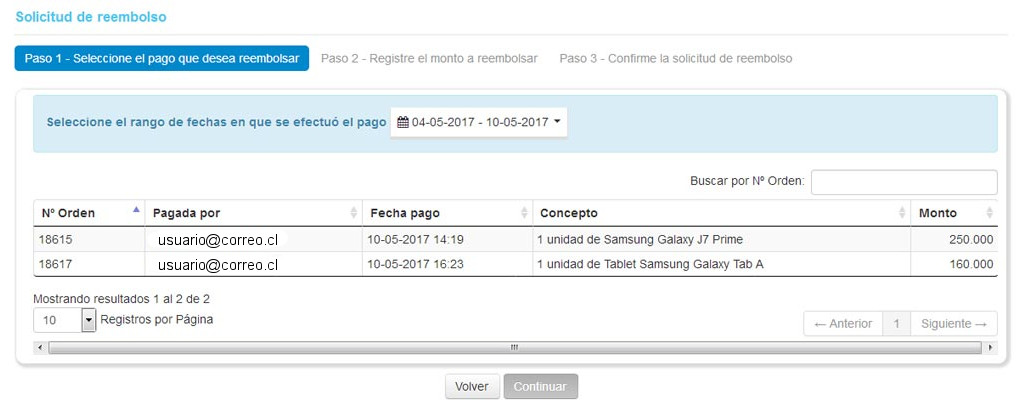 Solicitud de reembolso
Paso 1 - Seleccione el pago que desea reembolsar Paso 2 - Registre el monto a reembolsar Paso 3 - Confirme la solicitud de reembolso
Seleccione el rango de fechas en que se efectuó el pago 04-05-2017 - 10-05-2017
Buscar por Nº Orden:
Nº Orden Pagada por Fecha pago Concepto Monto
18615 usuario@correo.cl 10-05-2017 14:19 1 unidad de Samsung Galaxy J7 Prime 250.000
18617 usuario@correo.cl 10-05-2017 16:23 1 unidad de Tablet Samsung Galaxy Tab A 160.000
Mostrando resultados 1 al 2 de 2
10 Registros por Página
← Anterior 1 Siguiente →
Volver Continuar